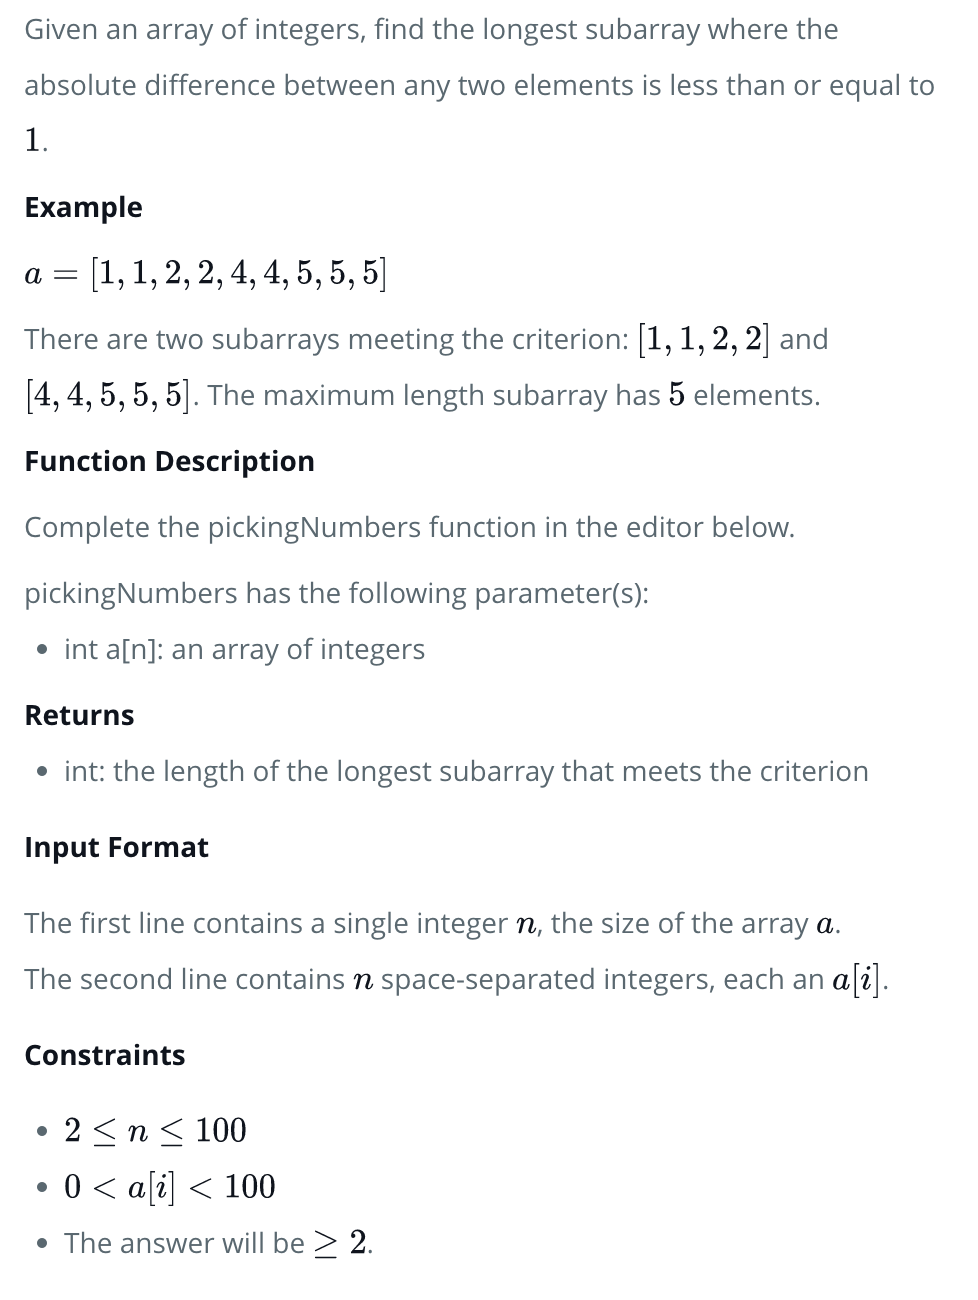 Given an array of integers, find the longest subarray where the
absolute difference between any two elements is less than or equal to
1.
Example
a = [1, 1, 2, 2, 4, 4, 5, 5, 5]
There are two subarrays meeting the criterion: [1, 1, 2, 2] and
[4, 4, 5, 5, 5]. The maximum length subarray has 5 elements.
Function Description
Complete the pickingNumbers function in the editor below.
pickingNumbers has the following parameter(s):
• int a[n]: an array of integers
Returns
• int: the length of the longest subarray that meets the criterion
Input Format
The first line contains a single integer n, the size of the array a.
The second line contains n space-separated integers, each an a[i].
Constraints
• 2 ≤ n ≤ 100
• 0 < a[i] < 100
• The answer will be ≥ 2.